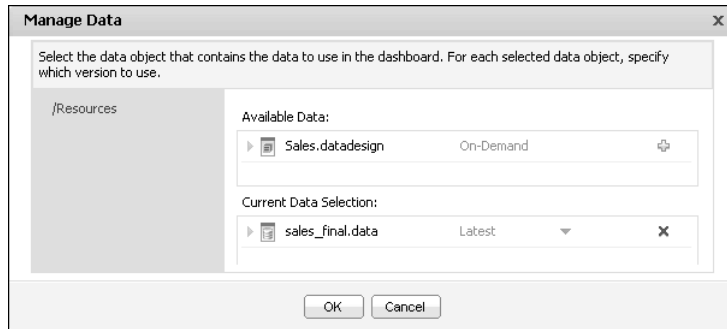 Manage Data x
Select the data object that contains the data to use in the dashboard. For each selected data object, specify
which version to use.
/Resources
Available Data:
Sales.datadesign On-Demand
Current Data Selection:
sales_final.data Latest
OK Cancel